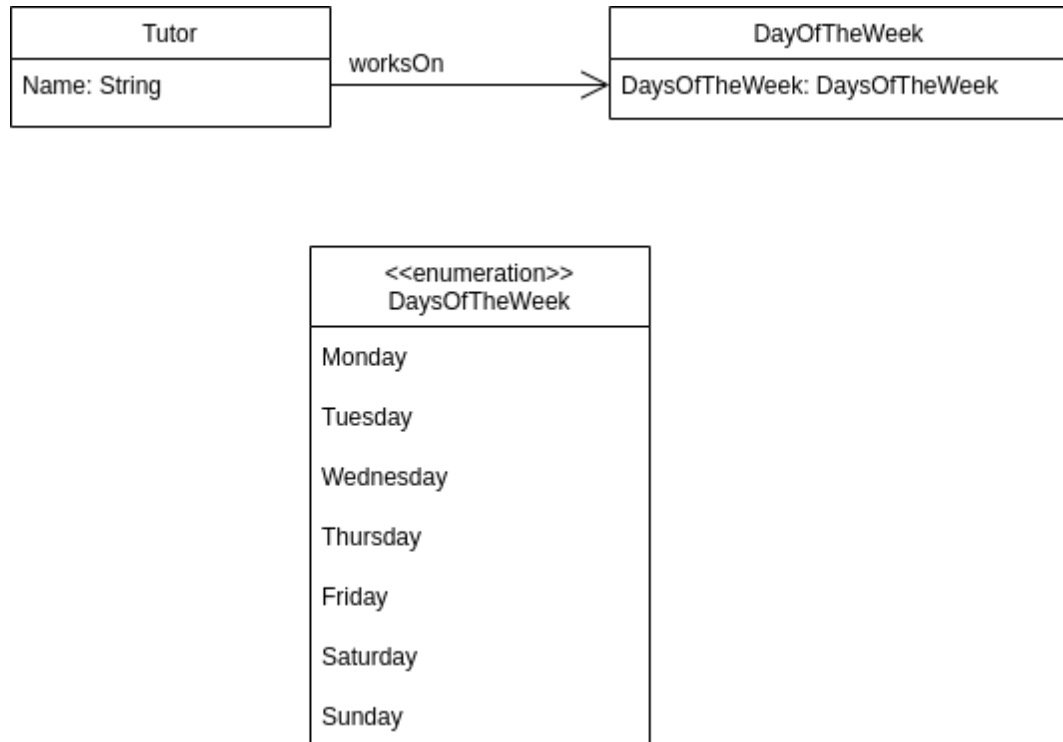 Tutor
Name: String
worksOn
DayOfTheWeek
DaysOfTheWeek: DaysOfTheWeek
<<enumeration>>
DaysOfTheWeek
Monday
Tuesday
Wednesday
Thursday
Friday
Saturday
Sunday